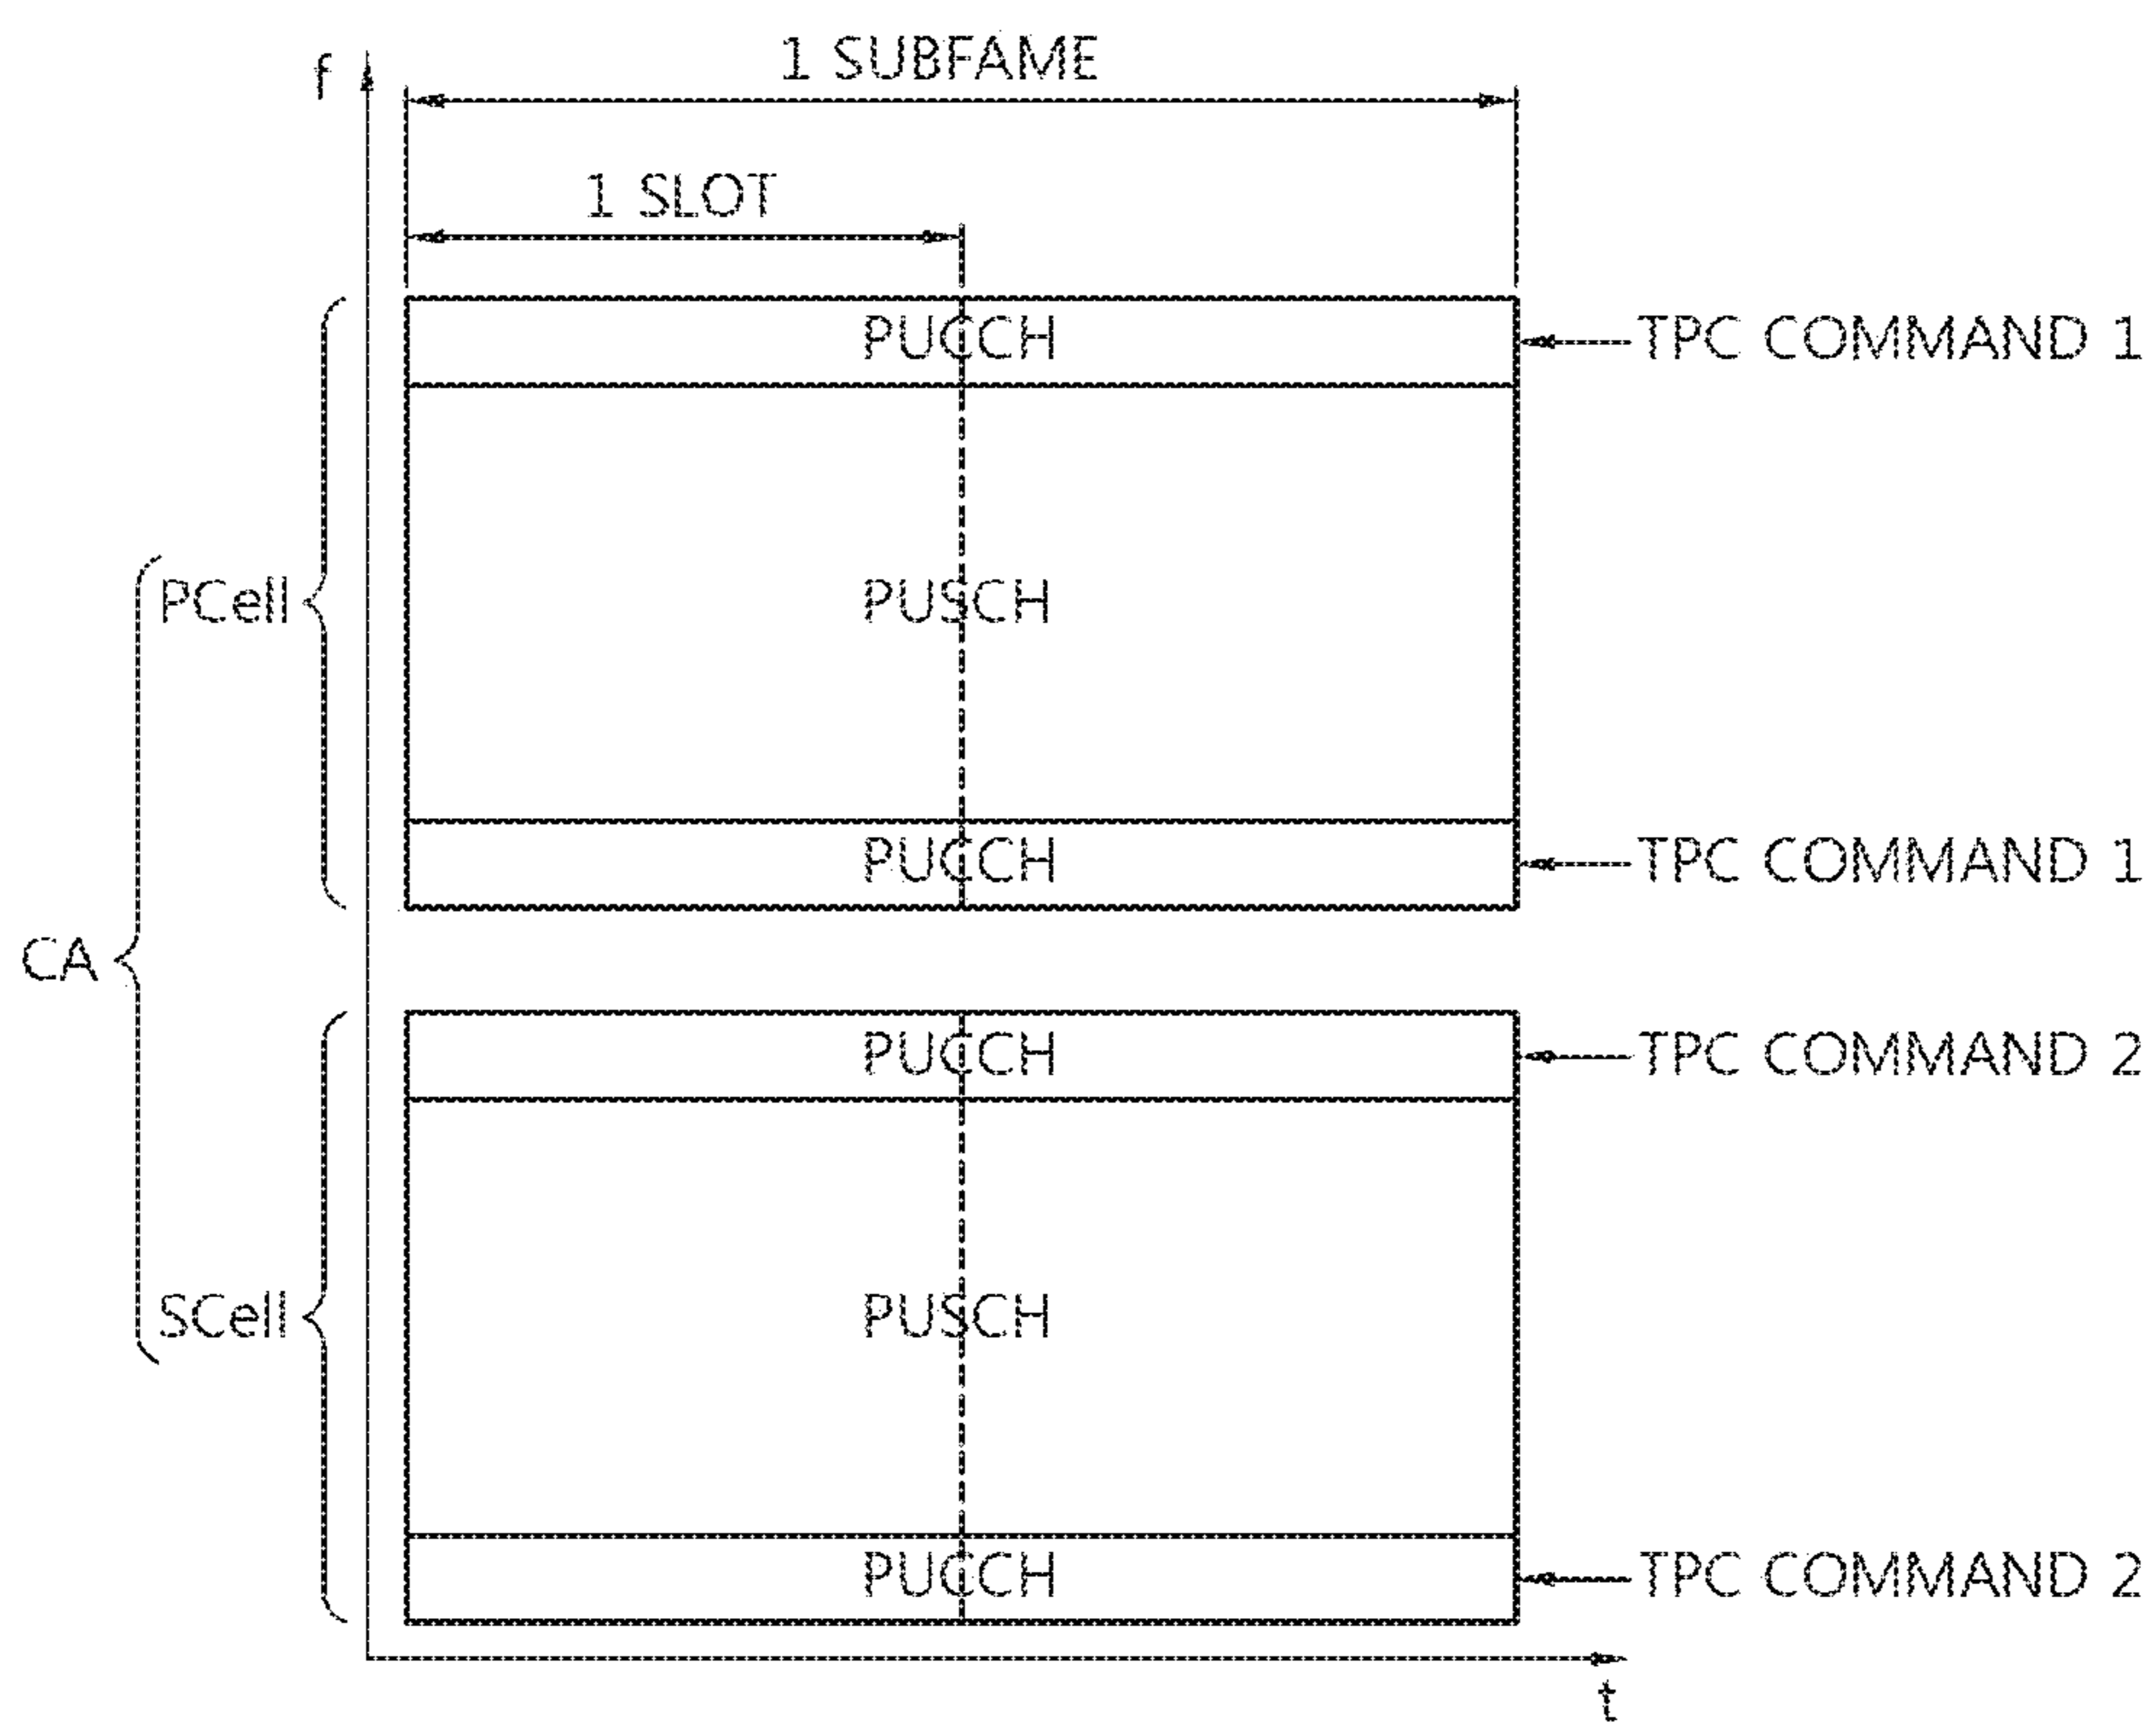 f
1 SUBFAME
1 SLOT
PUCCH
TPC COMMAND 1
PCell
PUSCH
PUCCH
TPC COMMAND 1
CA
PUCCH
TPC COMMAND 2
SCell
PUSCH
PUCCH
TPC COMMAND 2
t